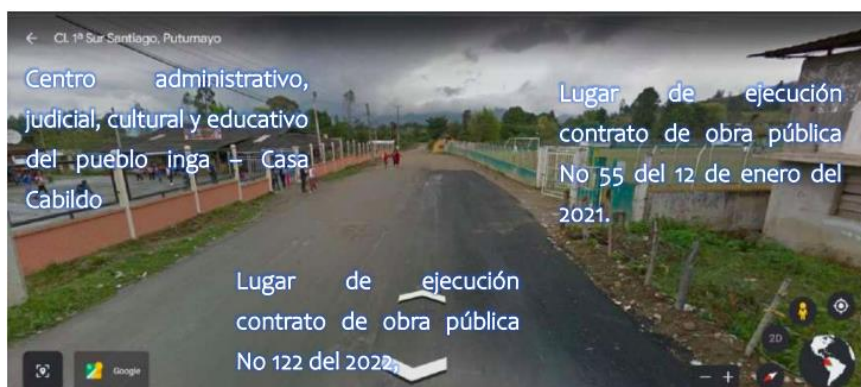 Cl. 1ª Sur Santiago, Putumayo
Centro administrativo,
judicial, cultural y educativo
del pueblo inga – Casa
Cabildo
Lugar de ejecución
contrato de obra pública
No 55 del 12 de enero del
2021.
Lugar de ejecución
contrato de obra pública
No 122 del 2022,
2D
Google